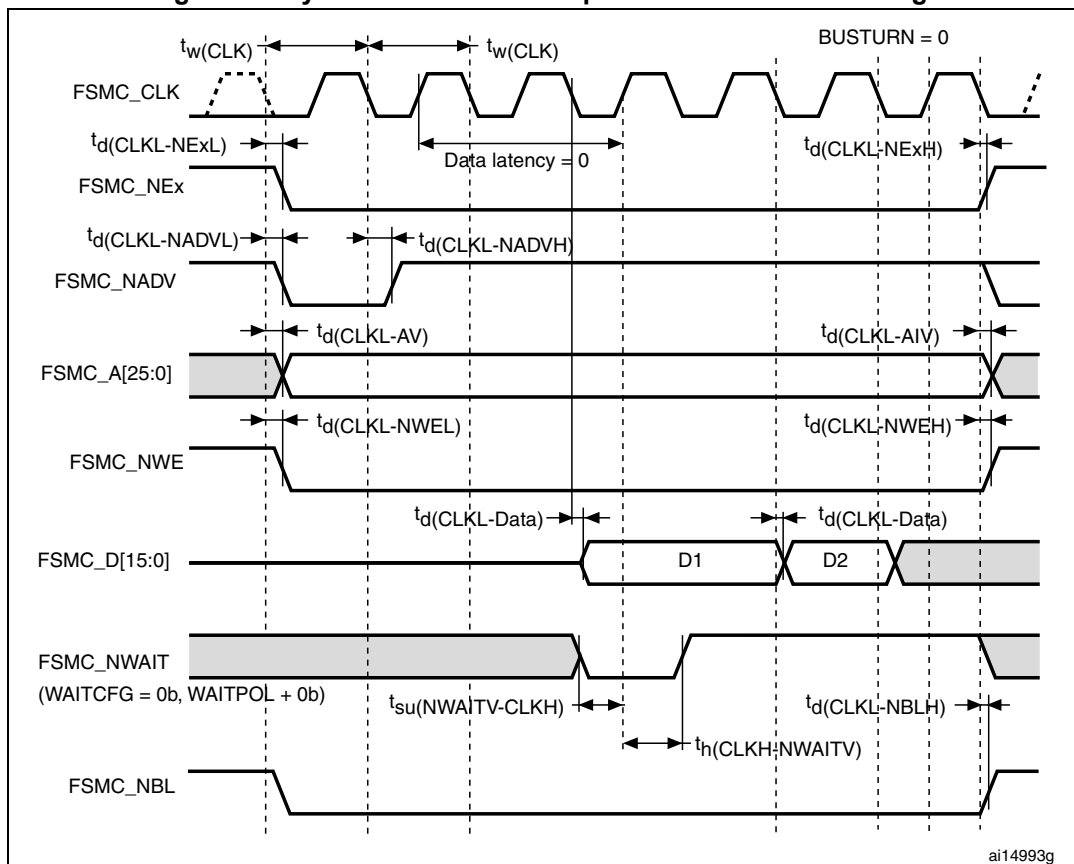 BUSTURN = 0
tw(CLK)
tw(CLK)
FSMC_CLK
td(CLKL-NExL)
Data latency = 0
td(CLKL-NExH)
FSMC_NEx
td(CLKL-NADVL)
td(CLKL-NADVH)
FSMC_NADV
td(CLKL-AV)
td(CLKL-AIV)
FSMC_A[25:0]
td(CLKL-NWEL)
td(CLKL-NWEH)
FSMC_NWE
td(CLKL-Data)
td(CLKL-Data)
FSMC_D[15:0]
D1
D2
FSMC_NWAIT
(WAITCFG = 0b, WAITPOL + 0b)
tsu(NWAITV-CLKH)
td(CLKL-NBLH)
th(CLKH-NWAITV)
FSMC_NBL
ai14993g